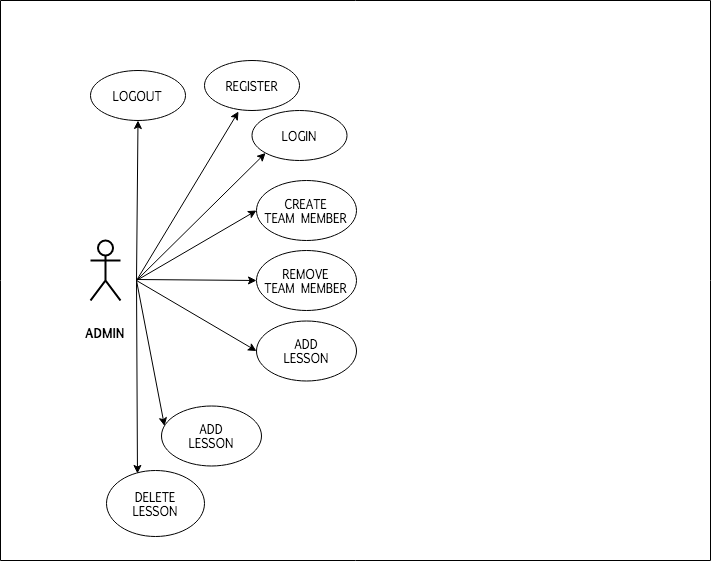 REGISTER
LOGOUT
LOGIN
CREATE
TEAM MEMBER
REMOVE
TEAM MEMBER
ADMIN
ADD
LESSON
ADD
LESSON
DELETE
LESSON